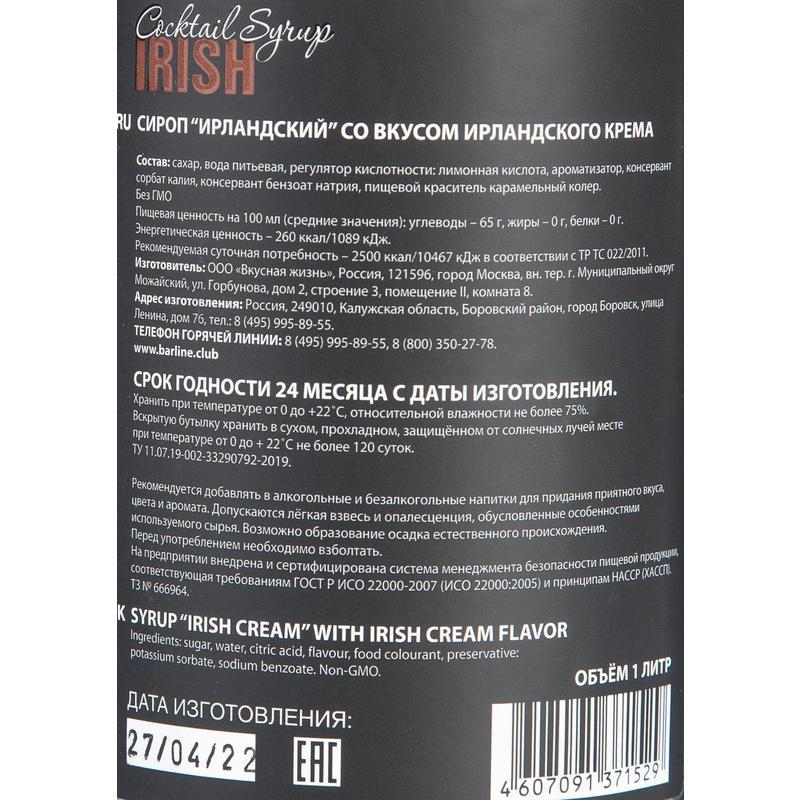 Cocktail Syrup
IRISH
RU СИРОП "ИРЛАНДСКИЙ" СО ВКУСОМ ИРЛАНДСКОГО КРЕМА
Состав: сахар, вода питьевая, регулятор кислотности: лимонная кислота, ароматизатор, консервант
сорбат калия, консервант бензоат натрия, пищевой краситель карамельный колер.
Без ГМО
Пищевая ценность на 100 мл (средние значения): углеводы – 65 г, жиры – 0 г, белки – 0 г.
Энергетическая ценность – 260 ккал/1089 кДж.
Рекомендуемая суточная потребность – 2500 ккал/10467 кДж в соответствии с ТР ТС 022/2011.
Изготовитель: ООО «Вкусная жизнь», Россия, 121596, город Москва, вн. тер. г. Муниципальный округ
Можайский, ул. Горбунова, дом 2, строение 3, помещение II, комната 8.
Адрес изготовления: Россия, 249010, Калужская область, Боровский район, город Боровск, улица
Ленина, дом 76, тел.: 8 (495) 995-89-55.
ТЕЛЕФОН ГОРЯЧЕЙ ЛИНИИ: 8 (495) 995-89-55, 8 (800) 350-27-78.
www.barline.club
СРОК ГОДНОСТИ 24 МЕСЯЦА С ДАТЫ ИЗГОТОВЛЕНИЯ.
Хранить при температуре от 0 до +22˚С, относительной влажности не более 75%.
Вскрытую бутылку хранить в сухом, прохладном, защищённом от солнечных лучей месте
при температуре от 0 до + 22˚С не более 120 суток.
ТУ 11.07.19-002-33290792-2019.
Рекомендуется добавлять в алкогольные и безалкогольные напитки для придания приятного вкуса,
цвета и аромата. Допускаются лёгкая взвесь и опалесценция, обусловленные особенностями
используемого сырья. Возможно образование осадка естественного происхождения.
Перед употреблением необходимо взболтать.
На предприятии внедрена и сертифицирована система менеджмента безопасности пищевой продукции,
соответствующая требованиям ГОСТ Р ИСО 22000-2007 (ИСО 22000:2005) и принципам HACCP (ХАССП).
ТЗ № 666964.
K SYRUP "IRISH CREAM" WITH IRISH CREAM FLAVOR
Ingredients: sugar, water, citric acid, flavour, food colourant, preservative:
potassium sorbate, sodium benzoate. Non-GMO.
ОБЪЁМ 1 ЛИТР
ДАТА ИЗГОТОВЛЕНИЯ:
27/04/22
EAC
4 607091 371529